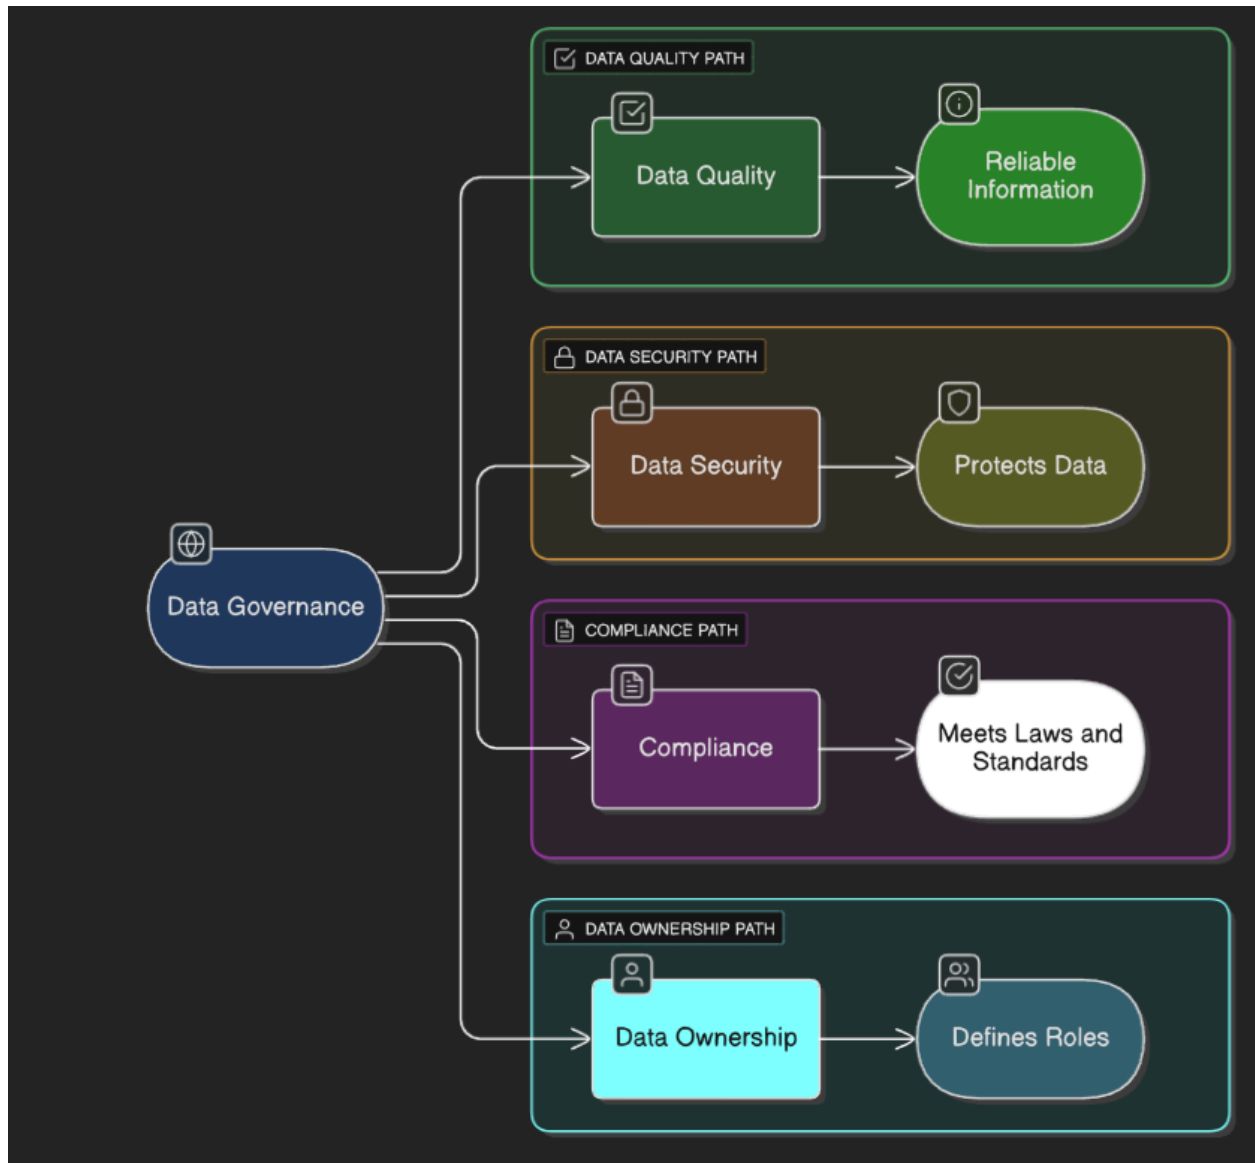 DATA QUALITY PATH
Data Quality
Reliable
Information
DATA SECURITY PATH
Data Security
Protects Data
Data Governance
COMPLIANCE PATH
Compliance
Meets Laws and
Standards
DATA OWNERSHIP PATH
Data Ownership
Defines Roles